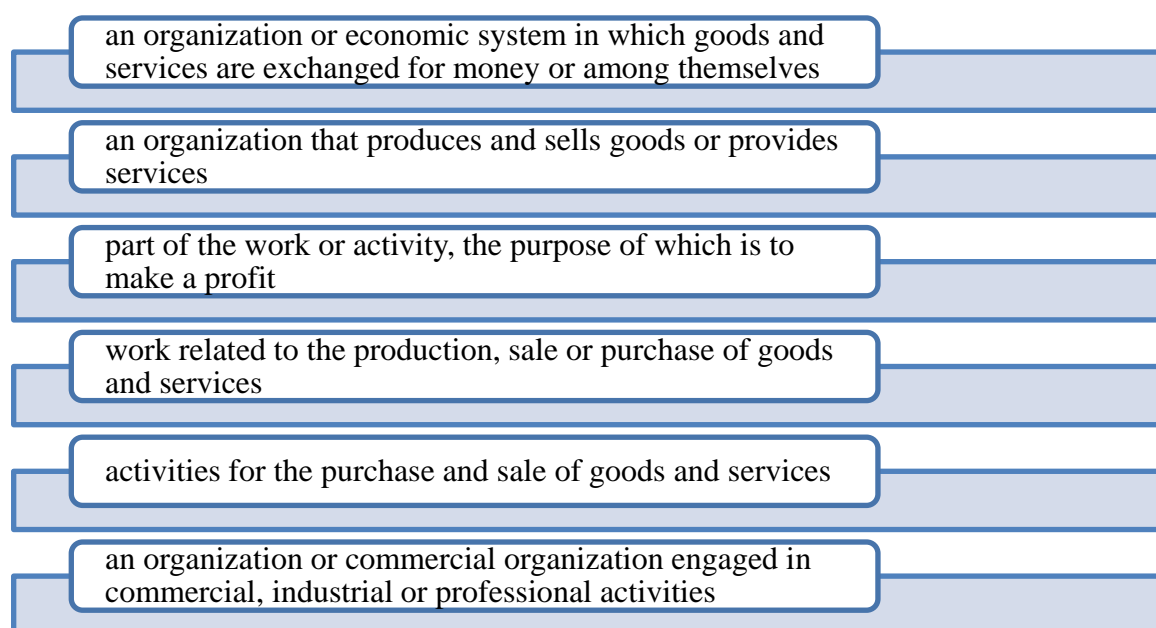 an organization or economic system in which goods and
services are exchanged for money or among themselves
an organization that produces and sells goods or provides
services
part of the work or activity, the purpose of which is to
make a profit
work related to the production, sale or purchase of goods
and services
activities for the purchase and sale of goods and services
an organization or commercial organization engaged in
commercial, industrial or professional activities